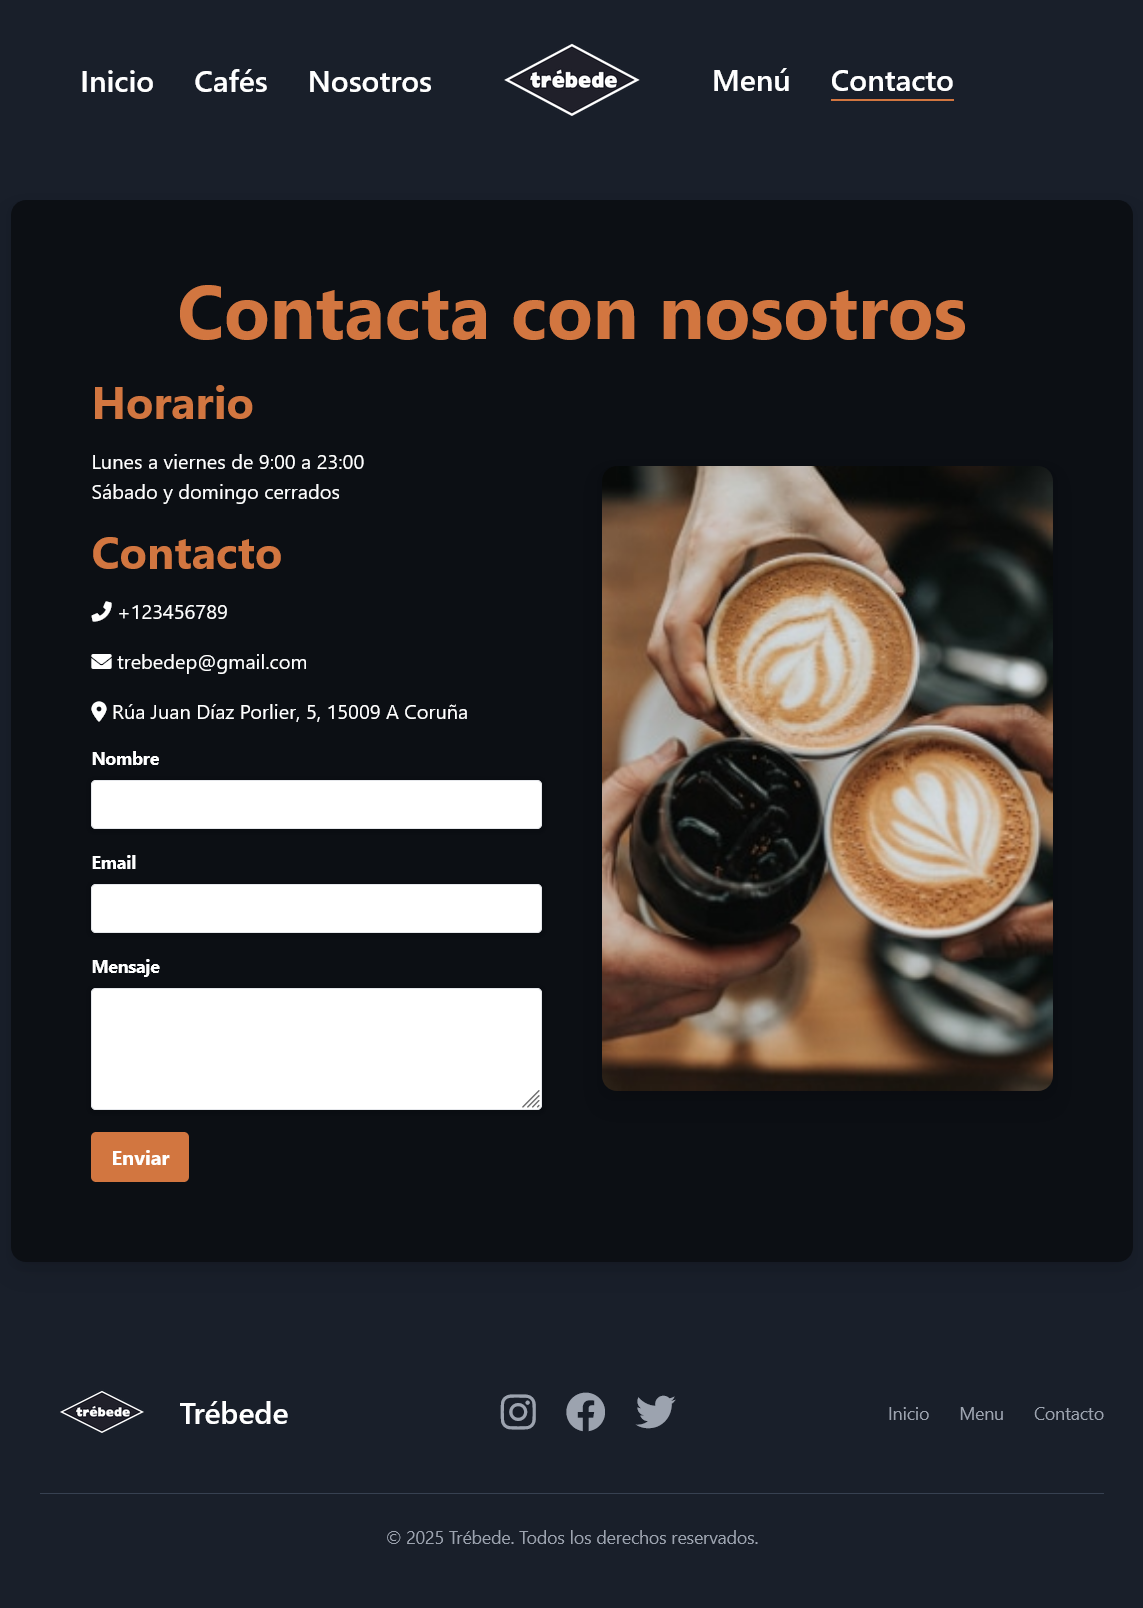 Inicio Cafés Nosotros trébede Menú Contacto
Contacta con nosotros
Horario
Lunes a viernes de 9:00 a 23:00
Sábado y domingo cerrados
Contacto
+123456789
trebedep@gmail.com
Rúa Juan Díaz Porlier, 5, 15009 A Coruña
Nombre
Email
Mensaje
Enviar
trébede Trébede Inicio Menu Contacto
© 2025 Trébede. Todos los derechos reservados.